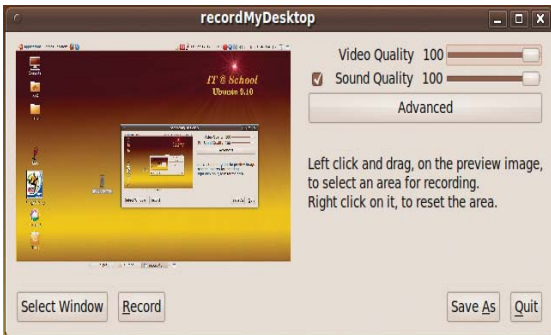 recordMyDesktop
IT @ School
Ubuntu 9.10
Video Quality 100
Sound Quality 100
Advanced
Left click and drag, on the preview image,
to select an area for recording.
Right click on it, to reset the area.
Select Window
Record
Save As
Quit